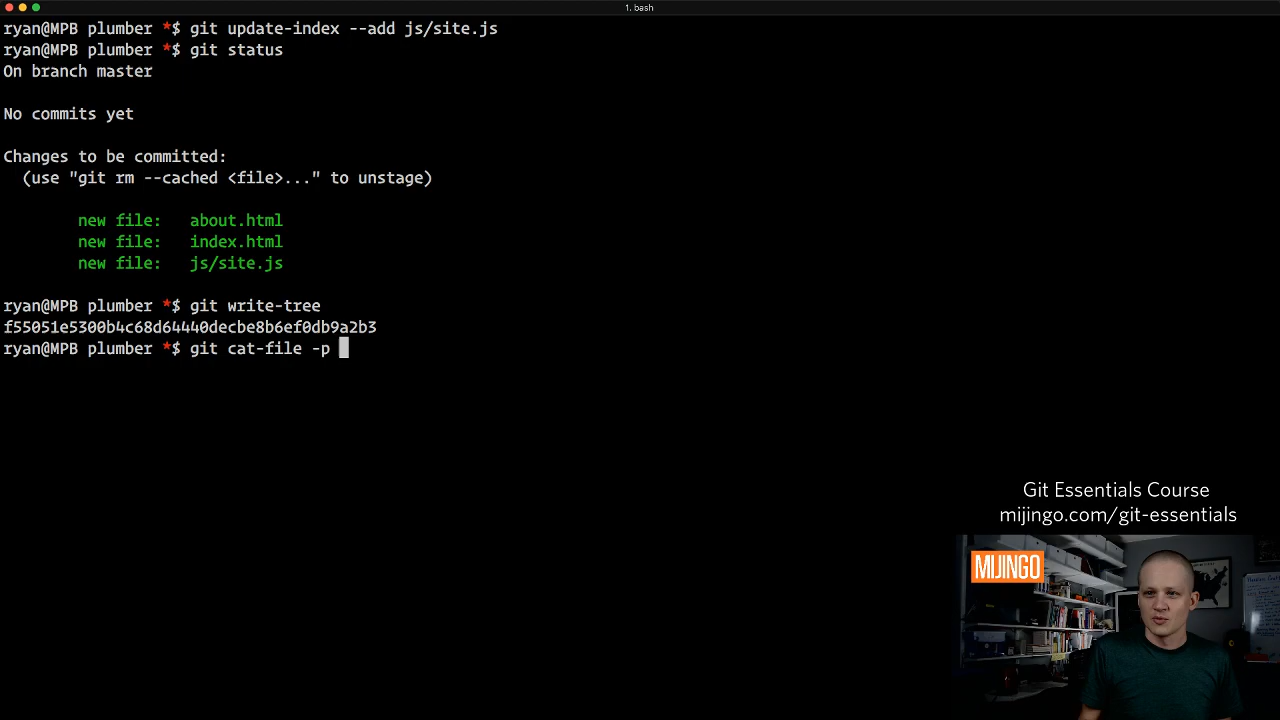 1. bash
ryan@MPB plumber *$ git update-index --add js/site.js
ryan@MPB plumber *$ git status
On branch master
No commits yet
Changes to be committed:
(use "git rm --cached <file>..." to unstage)
new file:   about.html
new file:   index.html
new file:   js/site.js
ryan@MPB plumber *$ git write-tree
f55051e5300b4c68d64440decbe8b6ef0db9a2b3
ryan@MPB plumber *$ git cat-file -p
Git Essentials Course
mijingo.com/git-essentials
MIJINGO